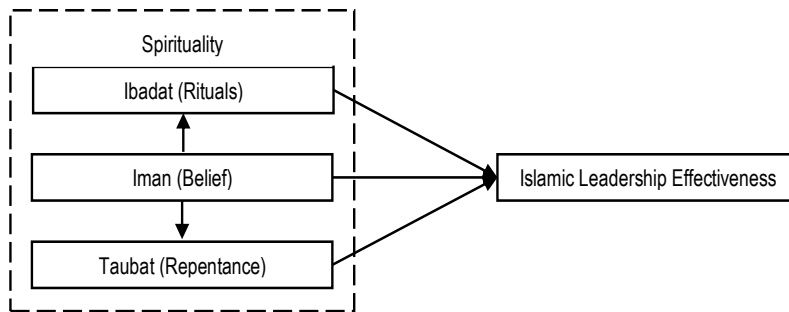 Spirituality
Ibadat (Rituals)
Iman (Belief)
Islamic Leadership Effectiveness
Taubat (Repentance)